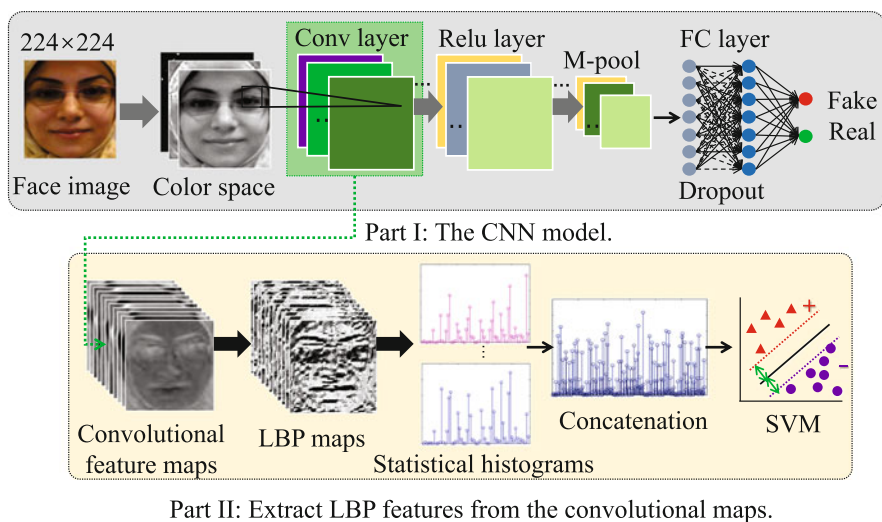 224×224
Face image
Color space
Conv layer
Relu layer
M-pool
FC layer
Dropout
Fake
Real
Part I: The CNN model.
Convolutional
feature maps
LBP maps
Statistical histograms
Concatenation
SVM
Part II: Extract LBP features from the convolutional maps.